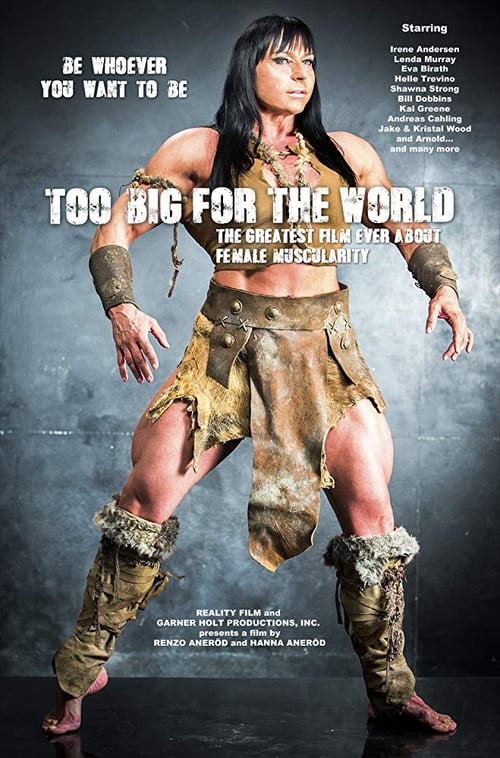 Starring
Irene Andersen
Lenda Murray
Eva Birath
Helle Trevino
Shawna Strong
Bill Dobbins
Kai Greene
Andreas Cahling
Jake & Kristal Wood
and Arnold...
and many more
BE WHOEVER
YOU WANT TO BE
TOO BIG FOR THE WORLD
THE GREATEST FILM EVER ABOUT
FEMALE MUSCULARITY
REALITY FILM and
GARNER HOLT PRODUCTIONS, INC.
presents a film by
RENZO ANERÖD and HANNA ANERÖD